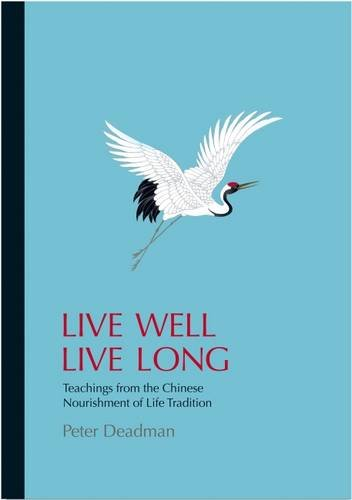 LIVE WELL
LIVE LONG
Teachings from the Chinese
Nourishment of Life Tradition
Peter Deadman